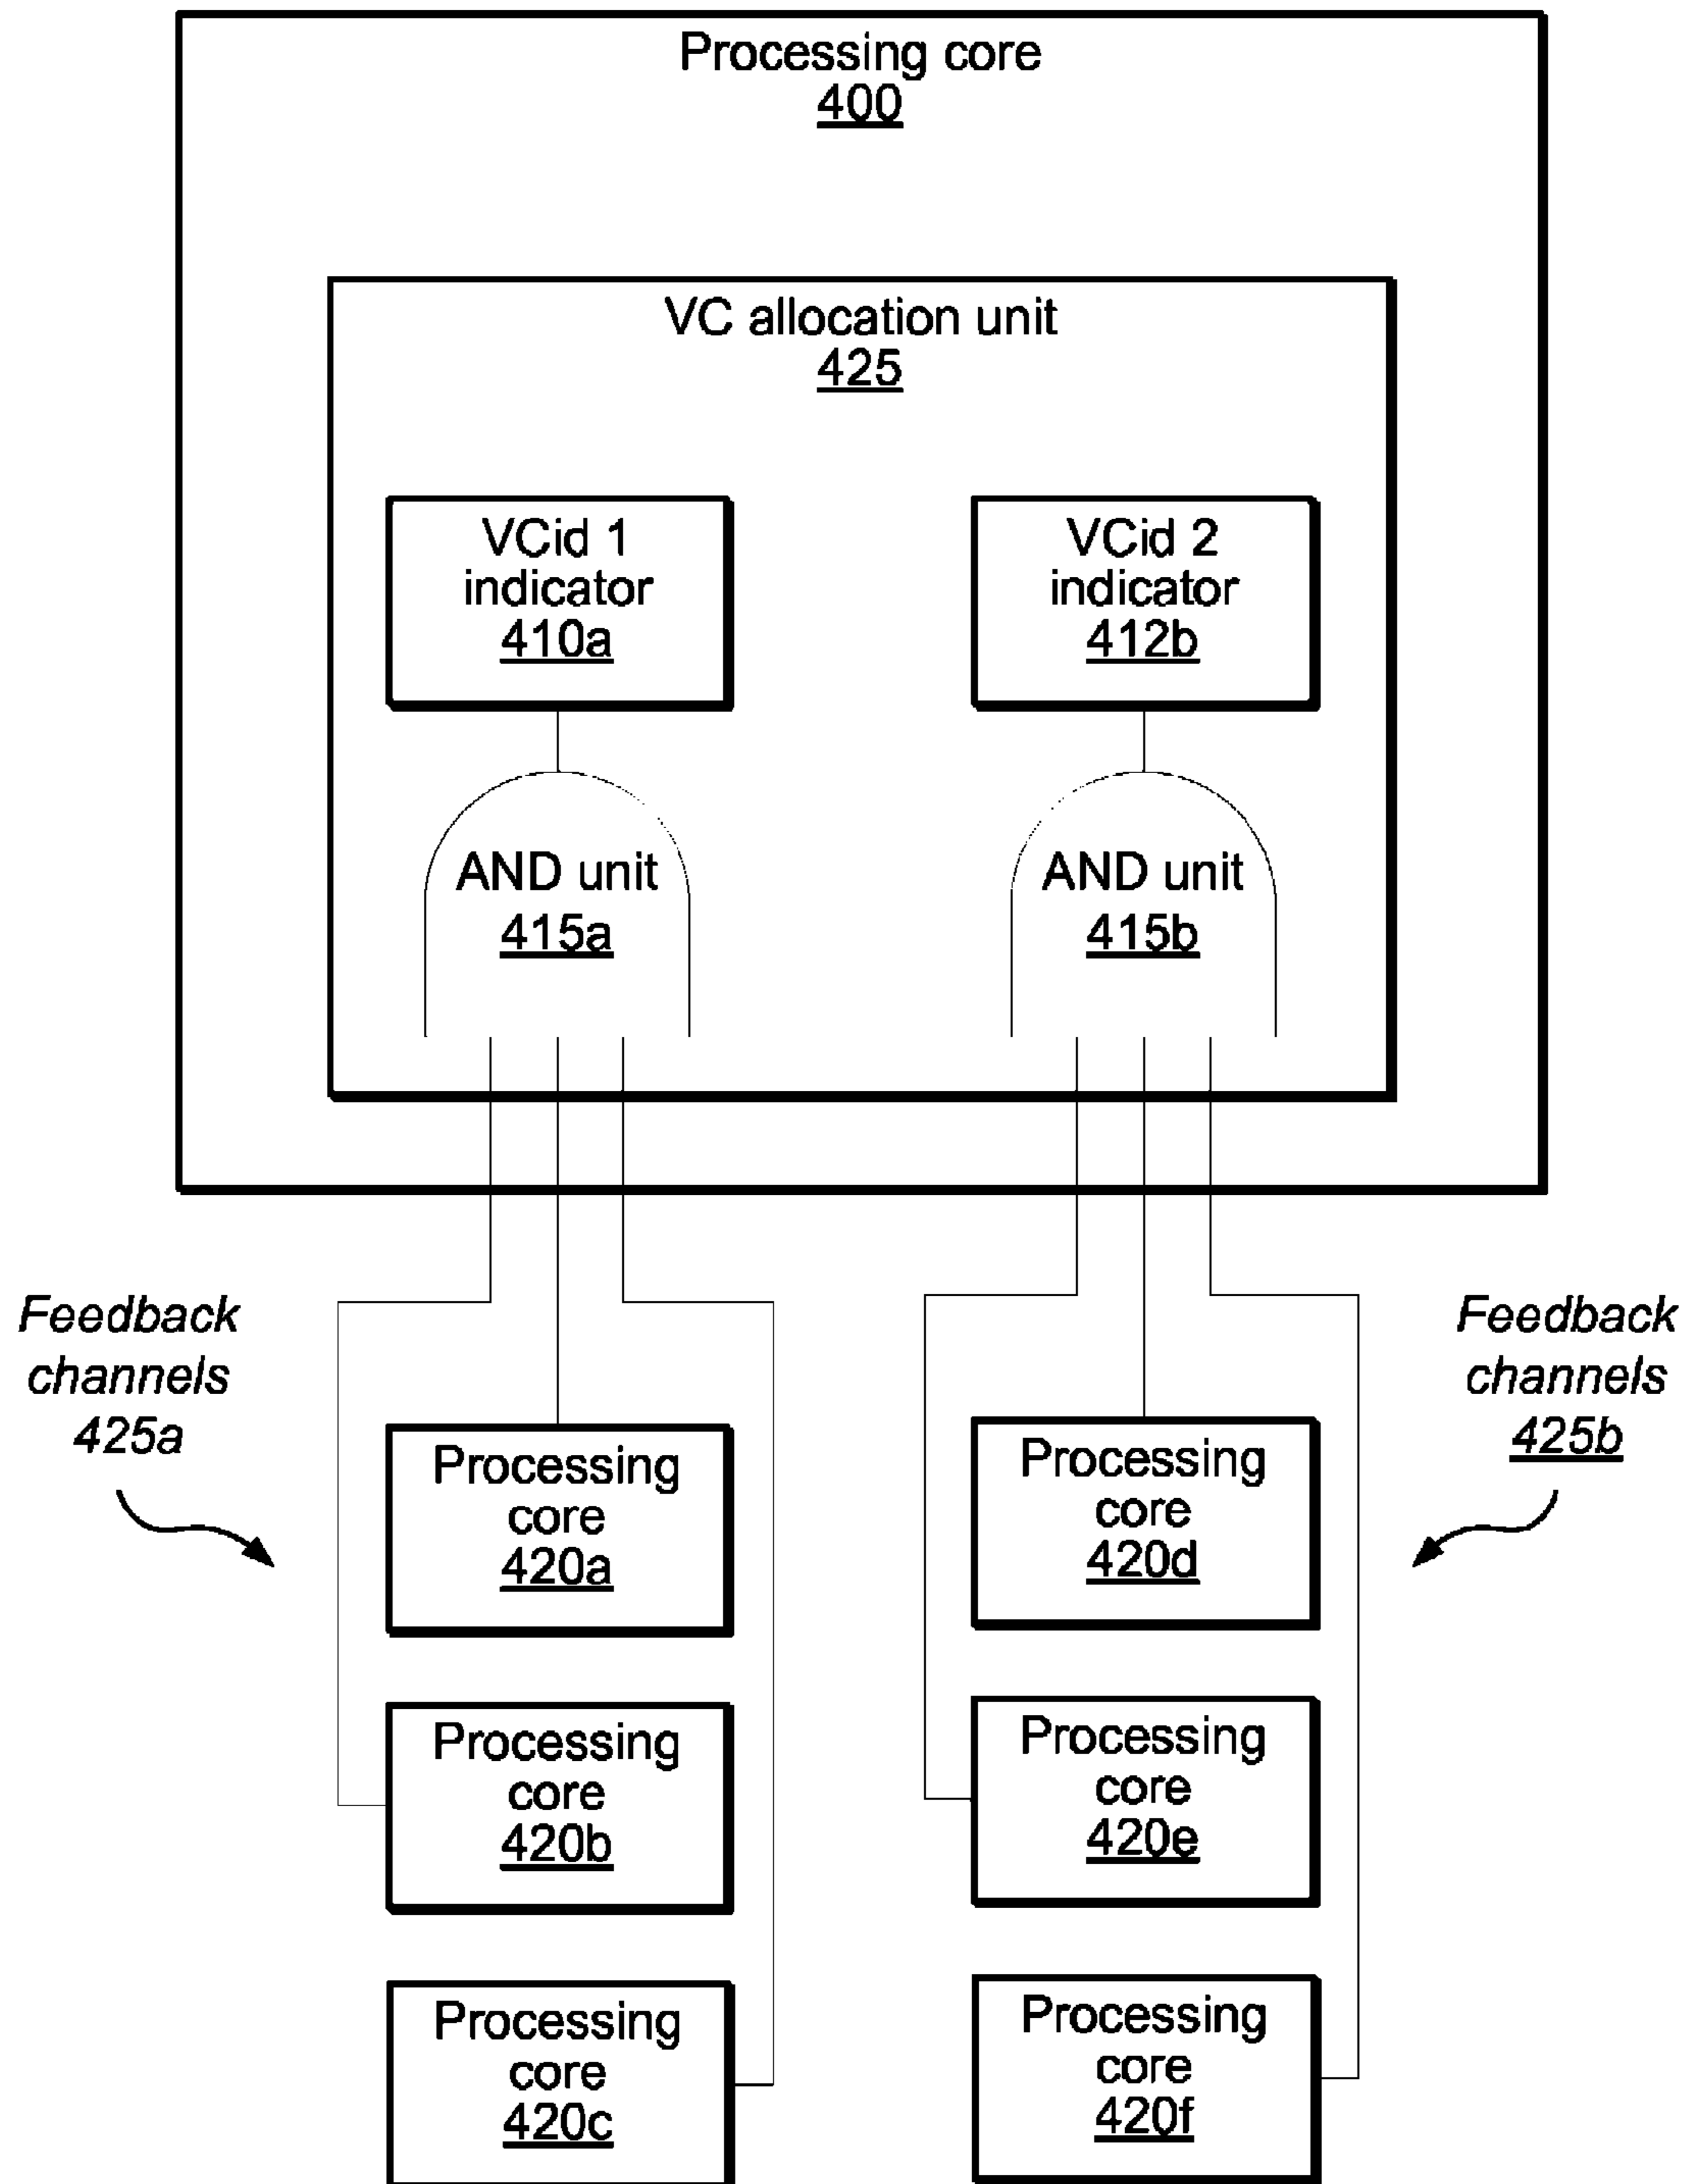 Processing core
400
VC allocation unit
425
VCid 1
indicator
410a
VCid 2
indicator
412b
AND unit
415a
AND unit
415b
Feedback
channels
425a
Feedback
channels
425b
Processing
core
420a
Processing
core
420d
Processing
core
420b
Processing
core
420e
Processing
core
420c
Processing
core
420f